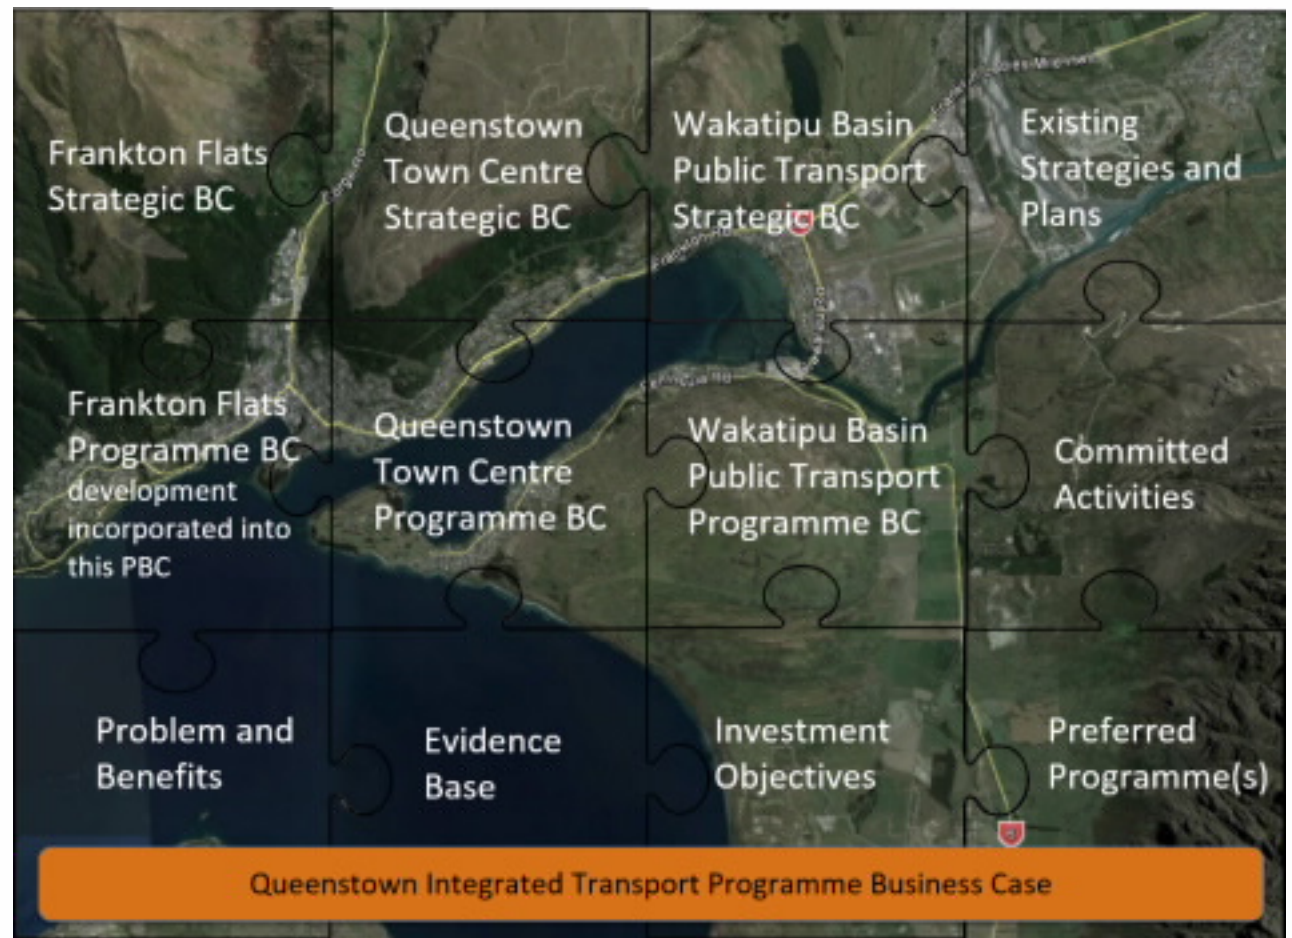 Frankton Flats
Strategic BC
Queenstown
Town Centre
Strategic BC
Wakatipu Basin
Public Transport
Strategic BC
Existing
Strategies and
Plans
Frankton Flats
Programme BC
development
incorporated into
this PBC
Queenstown
Town Centre
Programme BC
Wakatipu Basin
Public Transport
Programme BC
Committed
Activities
Problem and
Benefits
Evidence
Base
Investment
Objectives
Preferred
Programme(s)
Queenstown Integrated Transport Programme Business Case